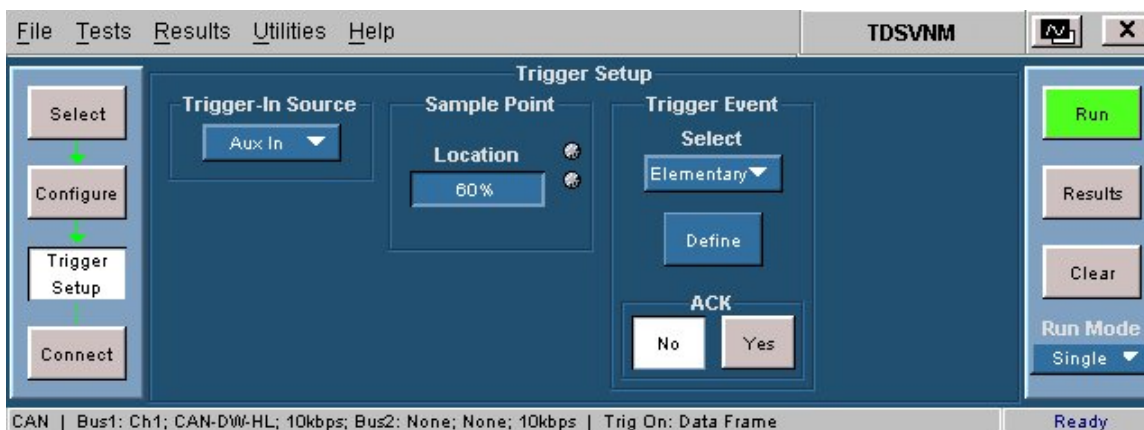 File Tests Results Utilities Help TDSVNM X
Trigger Setup
Select
Configure
Trigger
Setup
Connect
Trigger-In Source
Aux In
Sample Point
Location
60%
Trigger Event
Select
Elementary
Define
ACK
No Yes
Run
Results
Clear
Run Mode
Single
CAN | Bus1: Ch1; CAN-DW-HL; 10kbps; Bus2: None; None; 10kbps | Trig On: Data Frame Ready